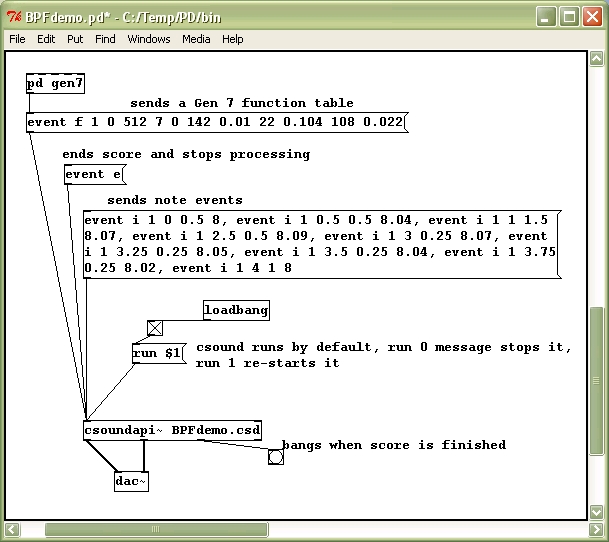 BPFdemo.pd* - C:/Temp/PD/bin
File Edit Put Find Windows Media Help
pd gen7
sends a Gen 7 function table
event f 1 0 512 7 0 142 0.01 22 0.104 108 0.022
ends score and stops processing
event e
sends note events
event i 1 0 0.5 8, event i 1 0.5 0.5 8.04, event i 1 1 1.5
8.07, event i 1 2.5 0.5 8.09, event i 1 3 0.25 8.07, event
i 1 3.25 0.25 8.05, event i 1 3.5 0.25 8.04, event i 1 3.75
0.25 8.02, event i 1 4 1 8
loadbang
run $1
csound runs by default, run 0 message stops it,
run 1 re-starts it
csoundapi~ BPFdemo.csd
bangs when score is finished
dac~